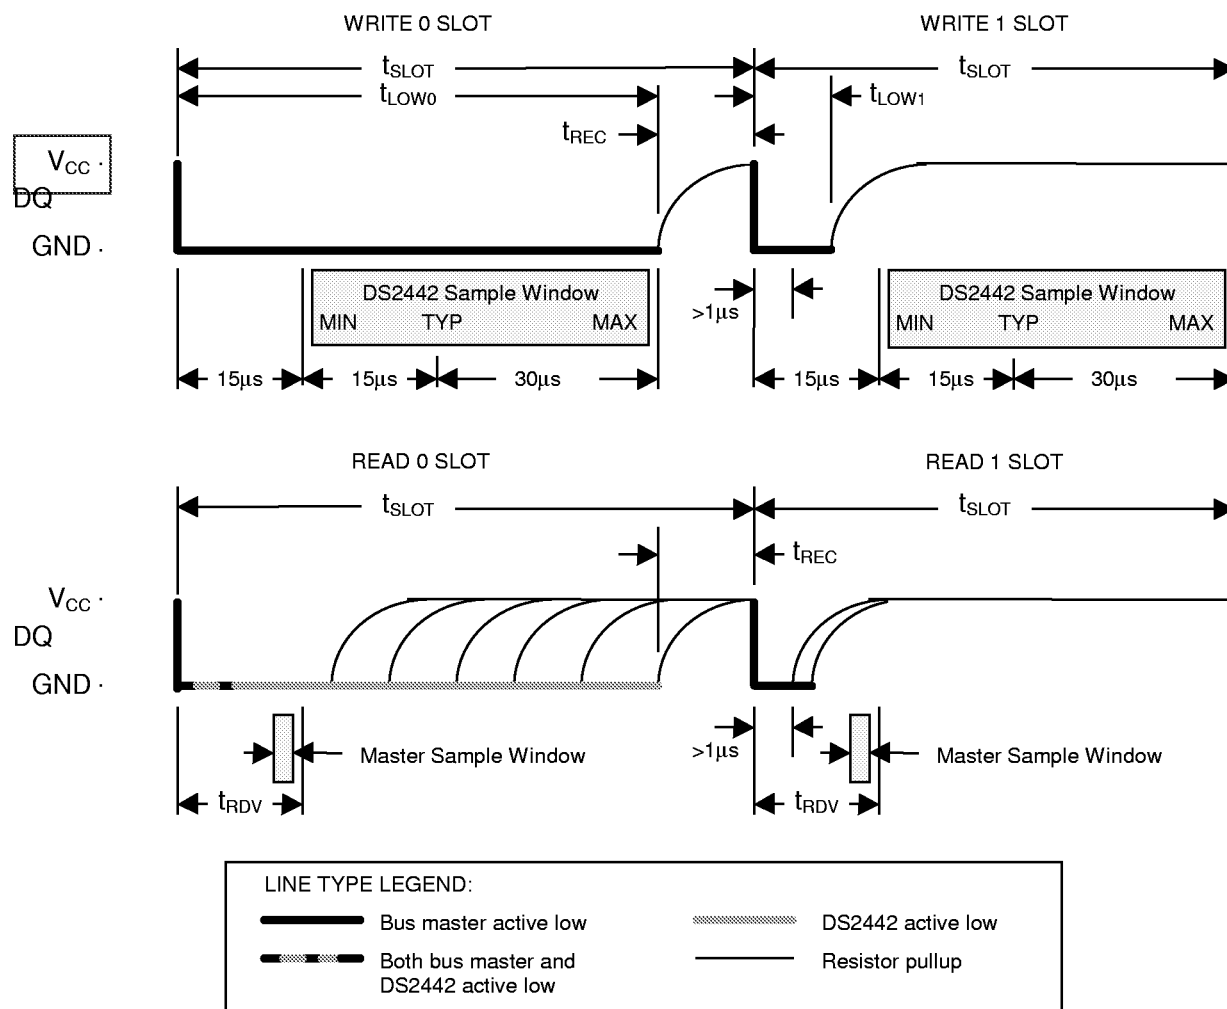 WRITE 0 SLOT WRITE 1 SLOT
tSLOT tSLOT
tLOW0 tLOW1
tREC
VCC
DQ
GND
DS2442 Sample Window DS2442 Sample Window
MIN TYP MAX >1µs MIN TYP MAX
15µs 15µs 30µs 15µs 15µs 30µs
READ 0 SLOT READ 1 SLOT
tSLOT tSLOT
tREC
VCC
DQ
GND
Master Sample Window >1µs Master Sample Window
tRDV tRDV
LINE TYPE LEGEND:
Bus master active low DS2442 active low
Both bus master and Resistor pullup
DS2442 active low